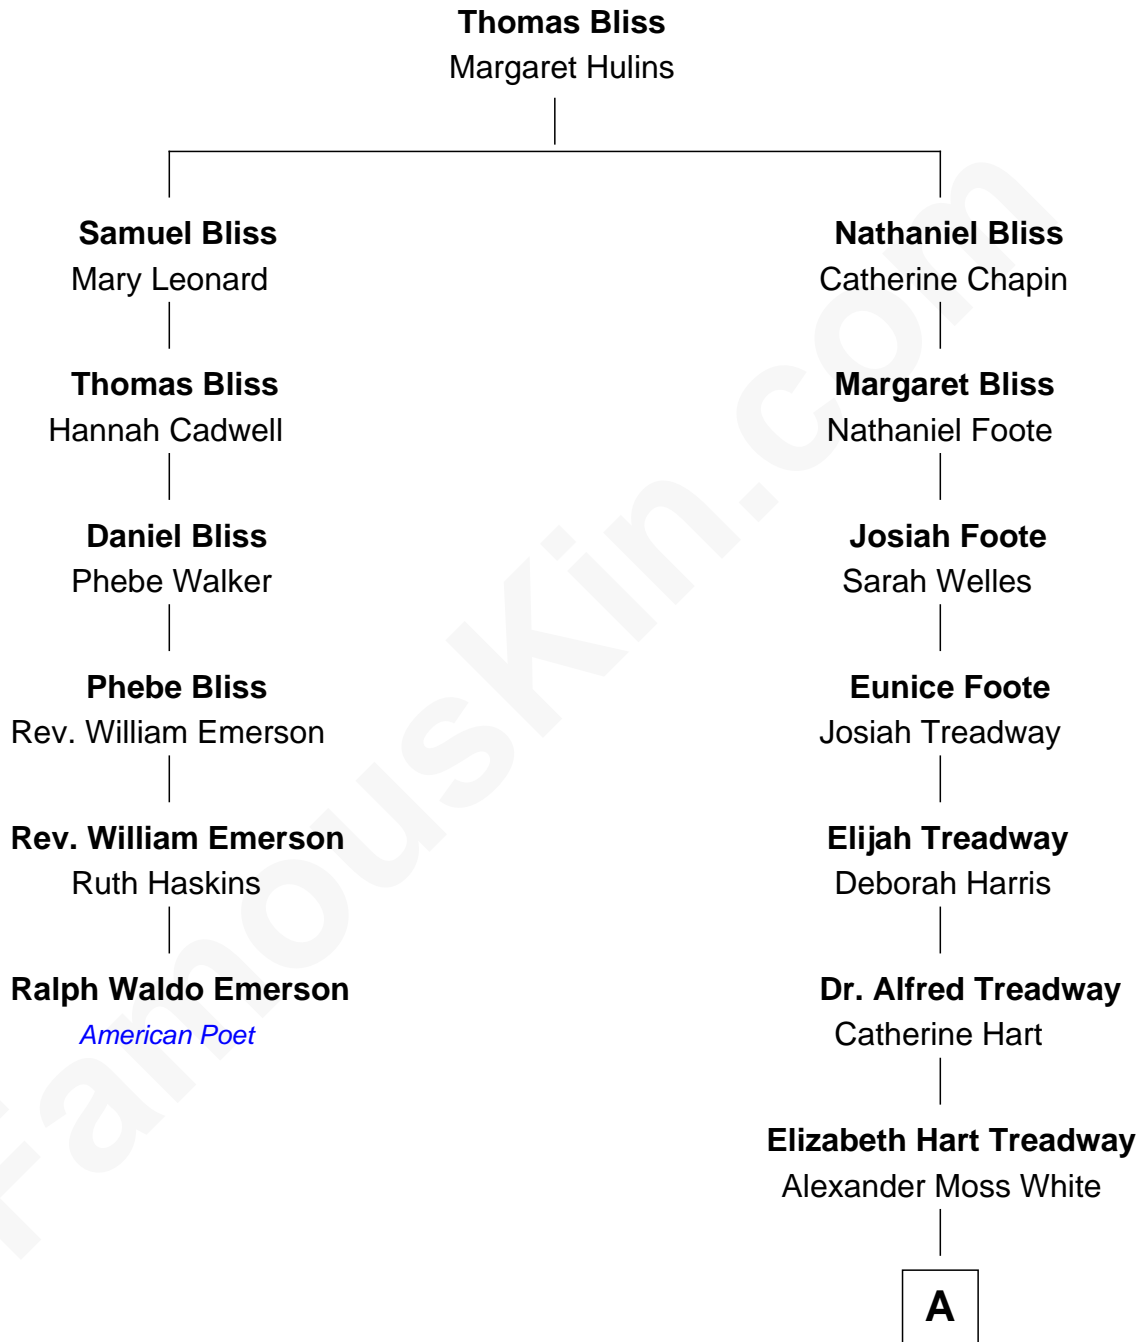 Thomas Bliss
Margaret Hulins
Samuel Bliss
Mary Leonard
Nathaniel Bliss
Catherine Chapin
Thomas Bliss
Hannah Cadwell
Margaret Bliss
Nathaniel Foote
Daniel Bliss
Phebe Walker
Josiah Foote
Sarah Welles
Phebe Bliss
Rev. William Emerson
Eunice Foote
Josiah Treadway
Rev. William Emerson
Ruth Haskins
Elijah Treadway
Deborah Harris
Ralph Waldo Emerson
American Poet
Dr. Alfred Treadway
Catherine Hart
Elizabeth Hart Treadway
Alexander Moss White
A
FamousKin.com